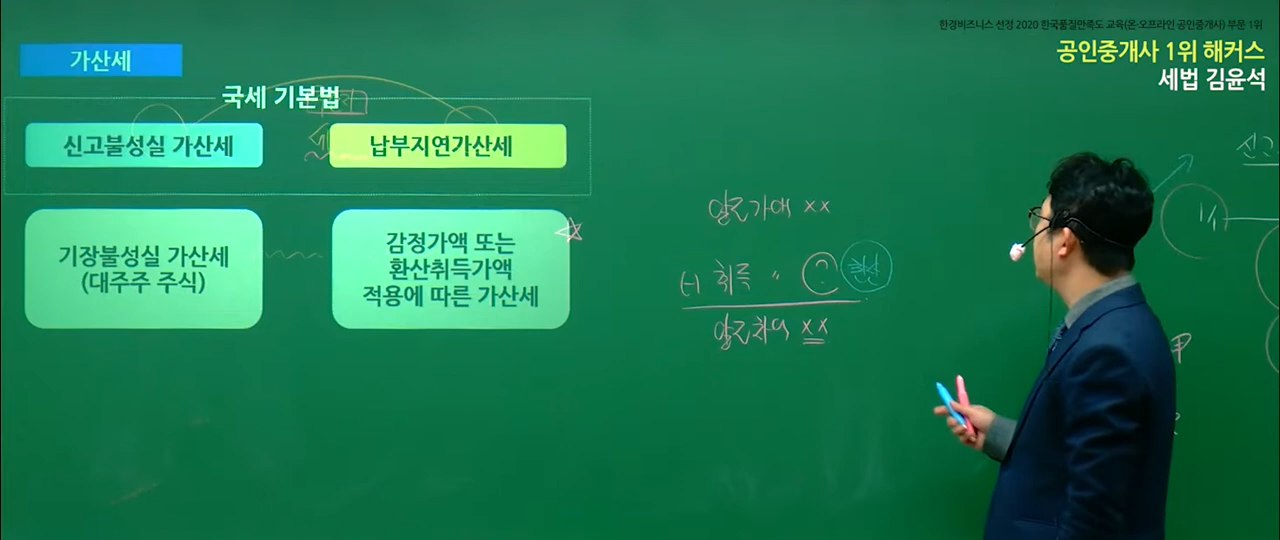 한경비즈니스 선정 2020 한국품질만족도 교육(온·오프라인 공인중개사) 부문 1위
공인중개사 1위 해커스
세법 김윤석
가산세
국세 기본법
신고불성실 가산세
납부지연가산세
기장불성실 가산세
(대주주 주식)
감정가액 또는
환산취득가액
적용에 따른 가산세
양도가액 xx
(-) 취득 〃 ? 환산
양도차익 xx
신고
甲